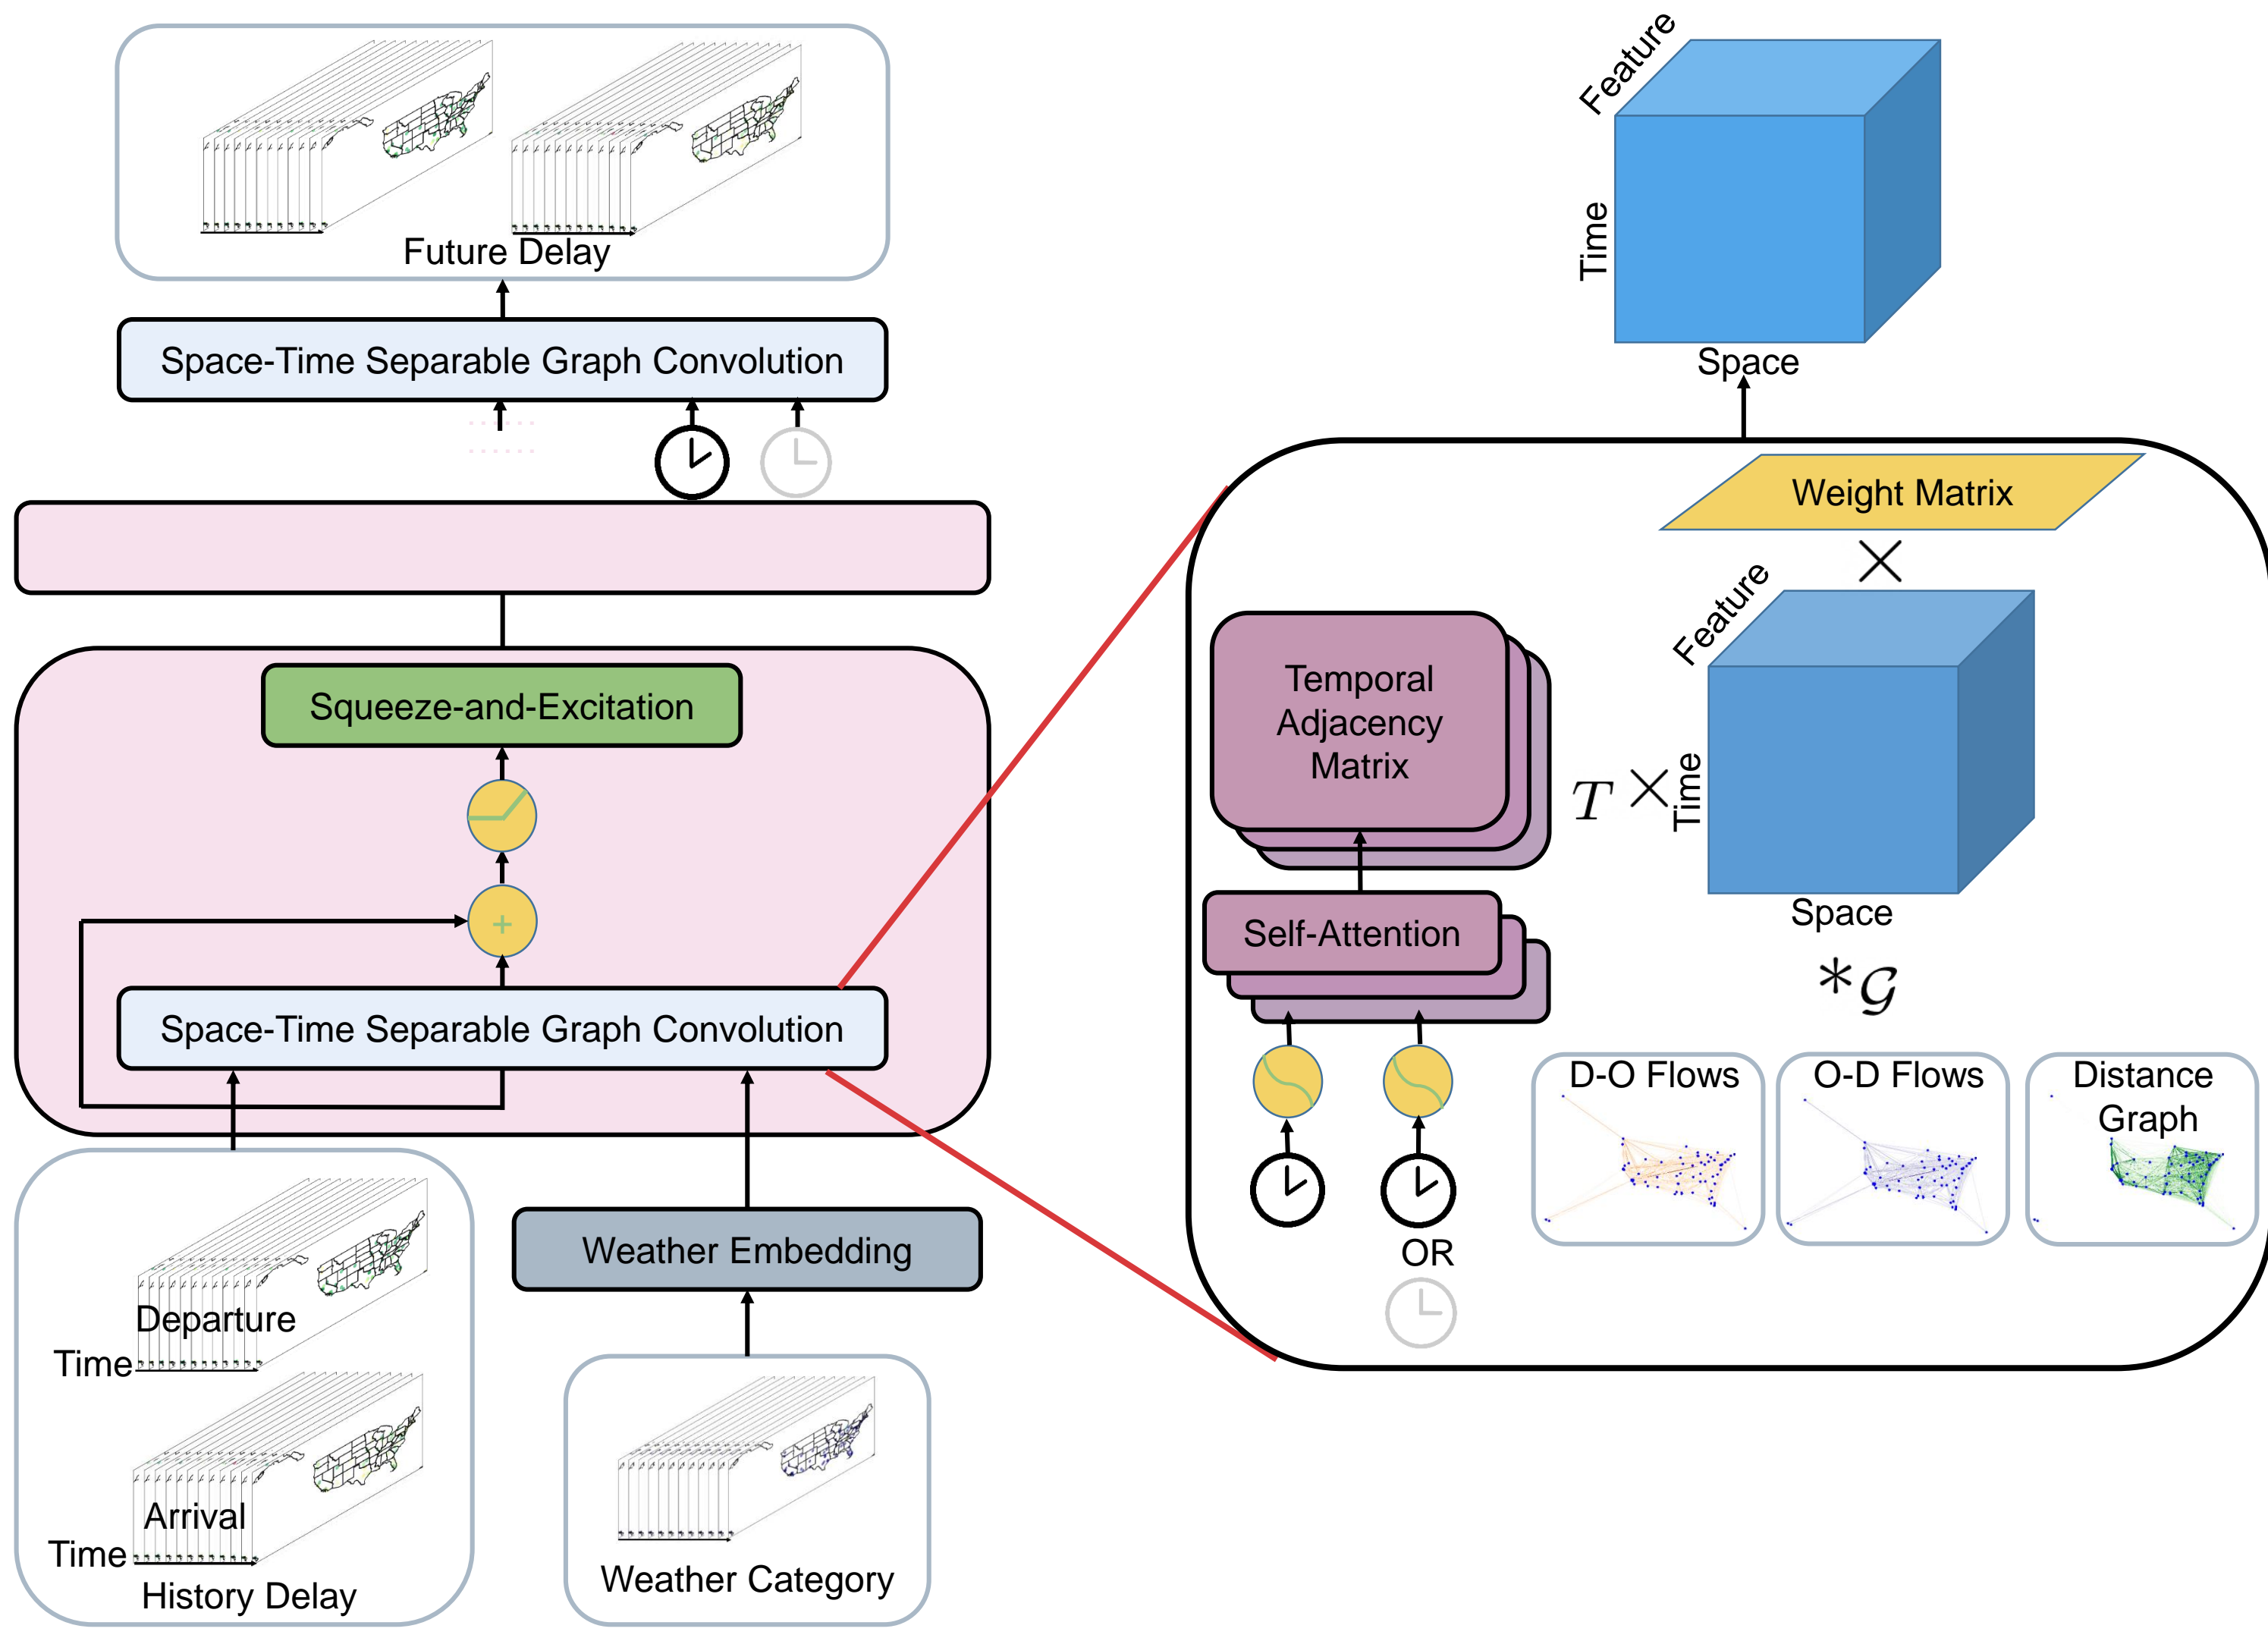 Future Delay
Space-Time Separable Graph Convolution
Squeeze-and-Excitation
+
Space-Time Separable Graph Convolution
Departure
Time
Arrival
Time
History Delay
Weather Embedding
Weather Category
Feature
Time
Space
Weight Matrix
×
Feature
Time
Space
Temporal
Adjacency
Matrix
T ×
Self-Attention
*𝒢
OR
D-O Flows
O-D Flows
Distance
Graph